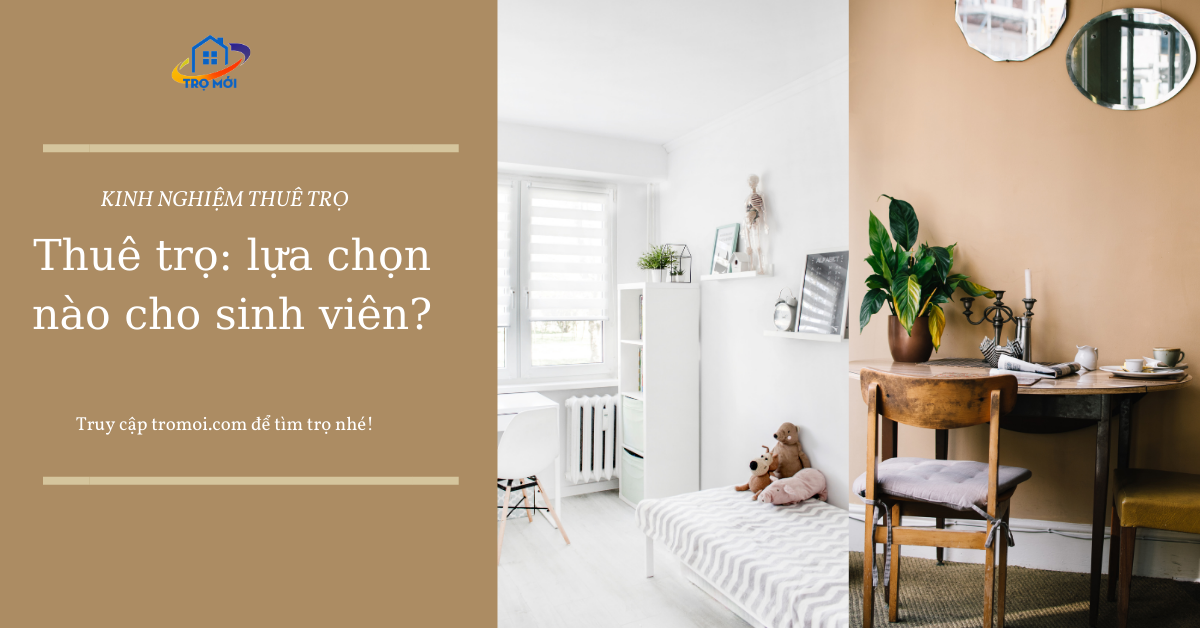 TRỌ MỚI
KINH NGHIỆM THUÊ TRỌ
Thuê trọ: lựa chọn
nào cho sinh viên?
Truy cập tromoi.com để tìm trọ nhé!
ALPHABET